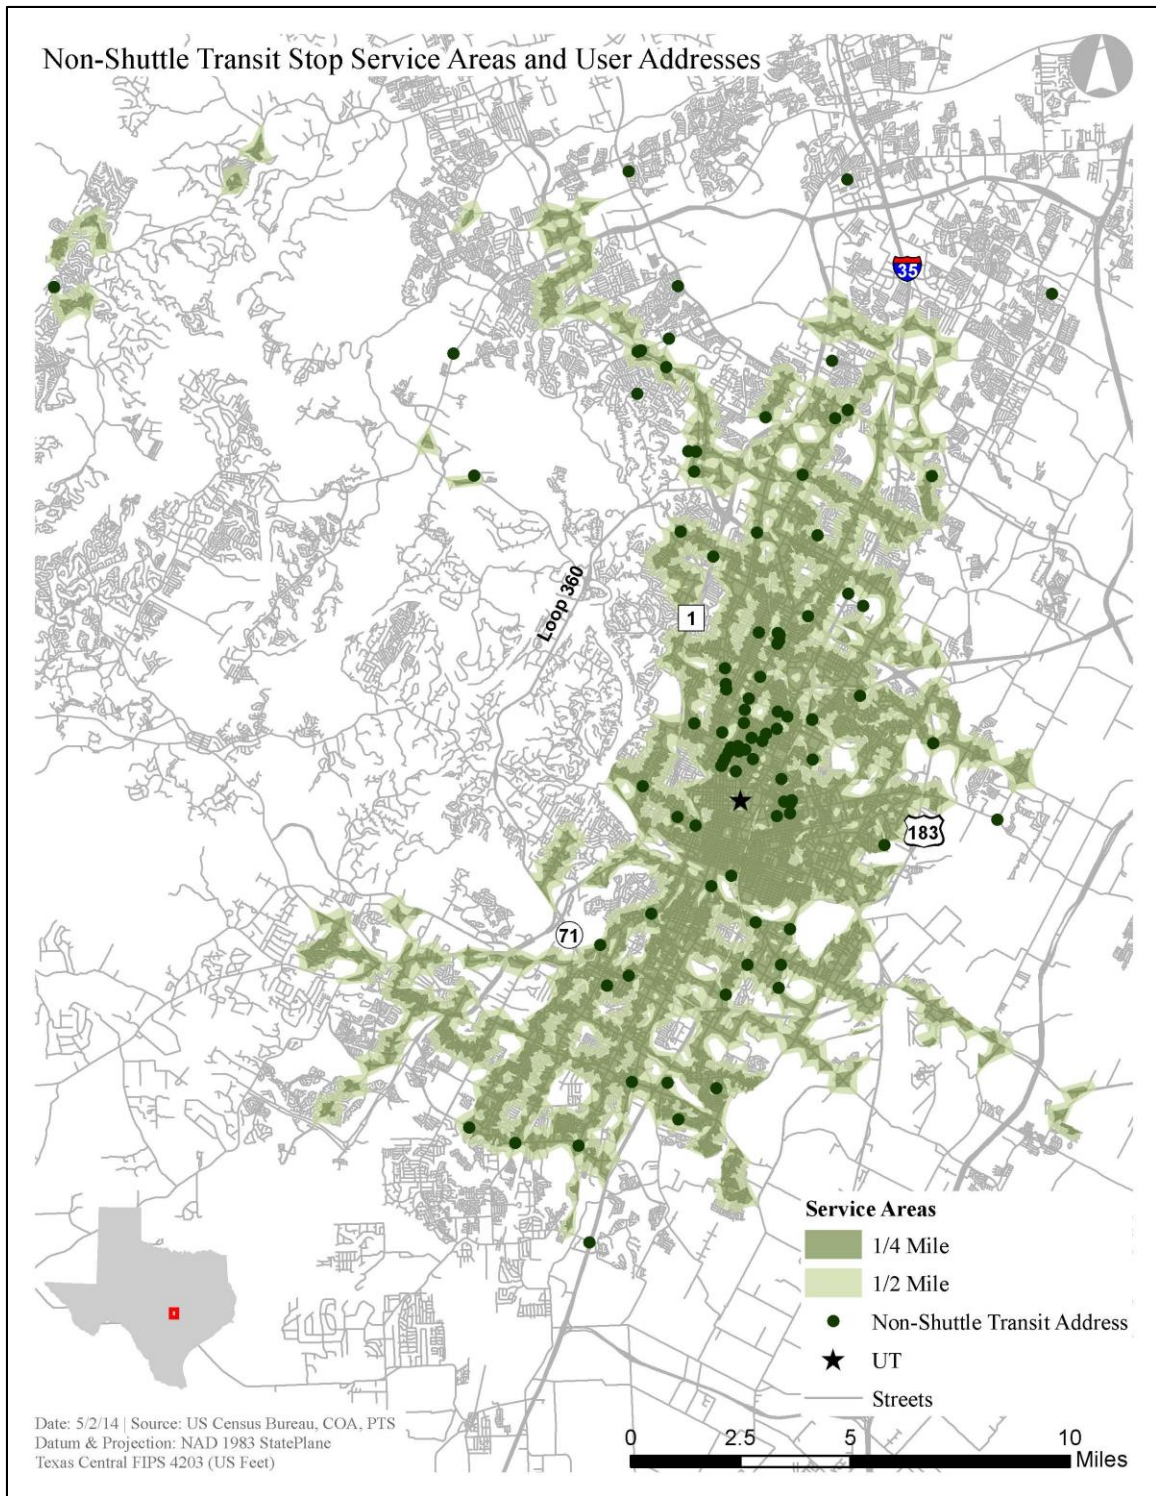 Non-Shuttle Transit Stop Service Areas and User Addresses
35
Loop 360
1
183
71
Service Areas
1/4 Mile
1/2 Mile
Non-Shuttle Transit Address
UT
Streets
Date: 5/2/14 | Source: US Census Bureau, COA, PTS
Datum & Projection: NAD 1983 StatePlane
Texas Central FIPS 4203 (US Feet)
0 2.5 5 10
Miles